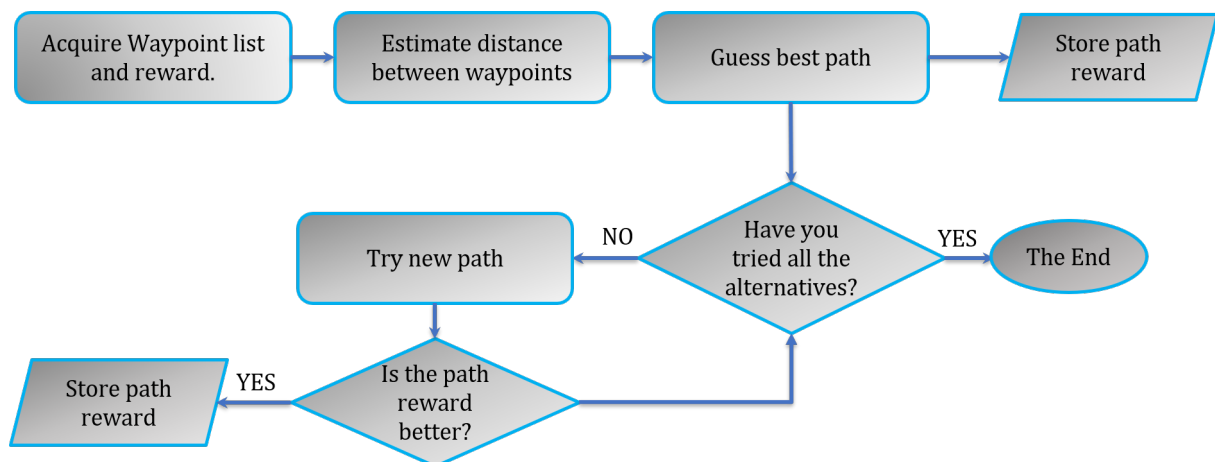 Acquire Waypoint list
and reward.
Estimate distance
between waypoints
Guess best path
Store path
reward
Have you
tried all the
alternatives?
NO
YES
The End
Try new path
Is the path
reward
better?
YES
Store path
reward